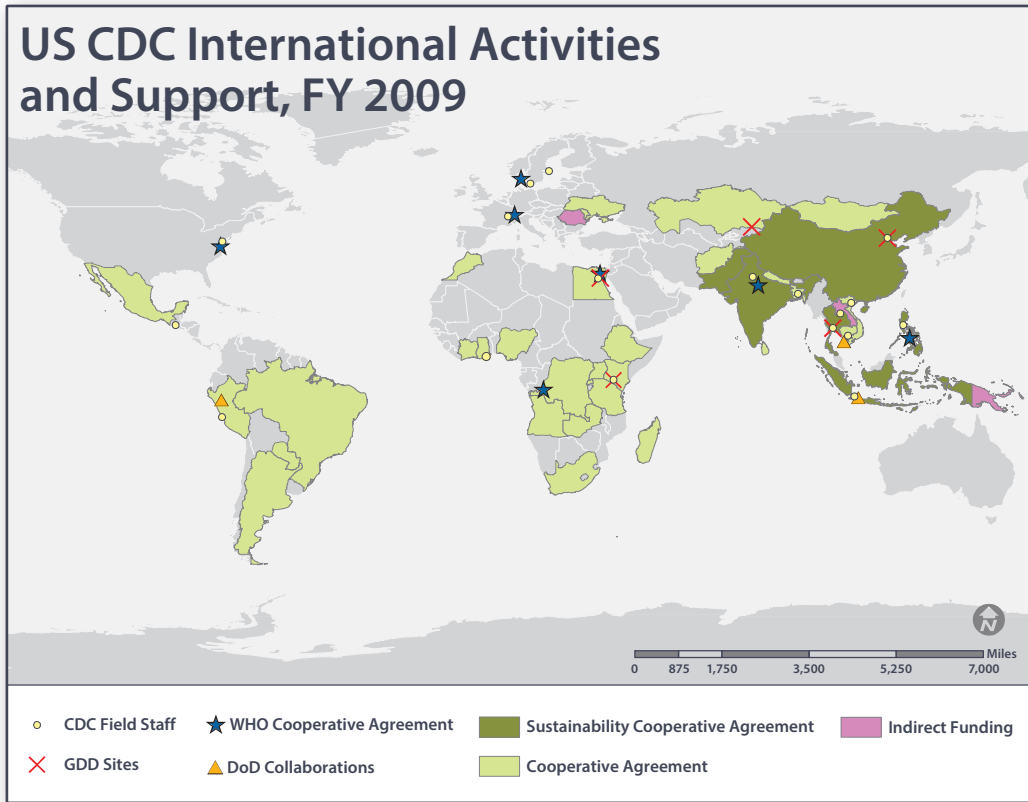 US CDC International Activities
and Support, FY 2009
N
Miles
0 875 1,750 3,500 5,250 7,000
CDC Field Staff
WHO Cooperative Agreement
Sustainability Cooperative Agreement
Indirect Funding
GDD Sites
DoD Collaborations
Cooperative Agreement